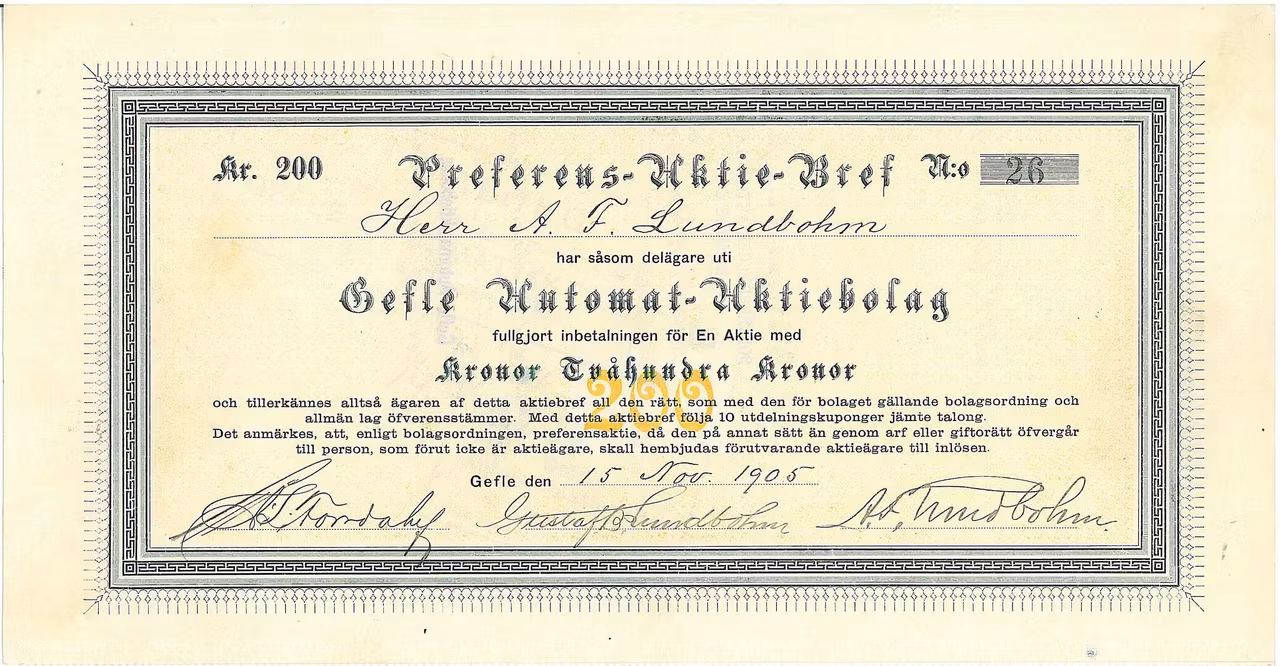 Kr. 200 Preferens-Aktie-Bref N:o 26
Herr A. F. Lundbohm
har såsom delägare uti
Gefle Automat-Aktiebolag
fullgjort inbetalningen för En Aktie med
Kronor Tvåhundra Kronor
200
och tillerkännes alltså ägaren af detta aktiebref all den rätt, som med den för bolaget gällande bolagsordning och
allmän lag öfverensstämmer. Med detta aktiebref följa 10 utdelningskuponger jämte talong.
Det anmärkes, att, enligt bolagsordningen, preferensaktie, då den på annat sätt än genom arf eller giftorätt öfvergår
till person, som förut icke är aktieägare, skall hembjudas förutvarande aktieägare till inlösen.
Gefle den 15 Nov. 1905
Gustaf Lundbohm A.F. Lundbohm.